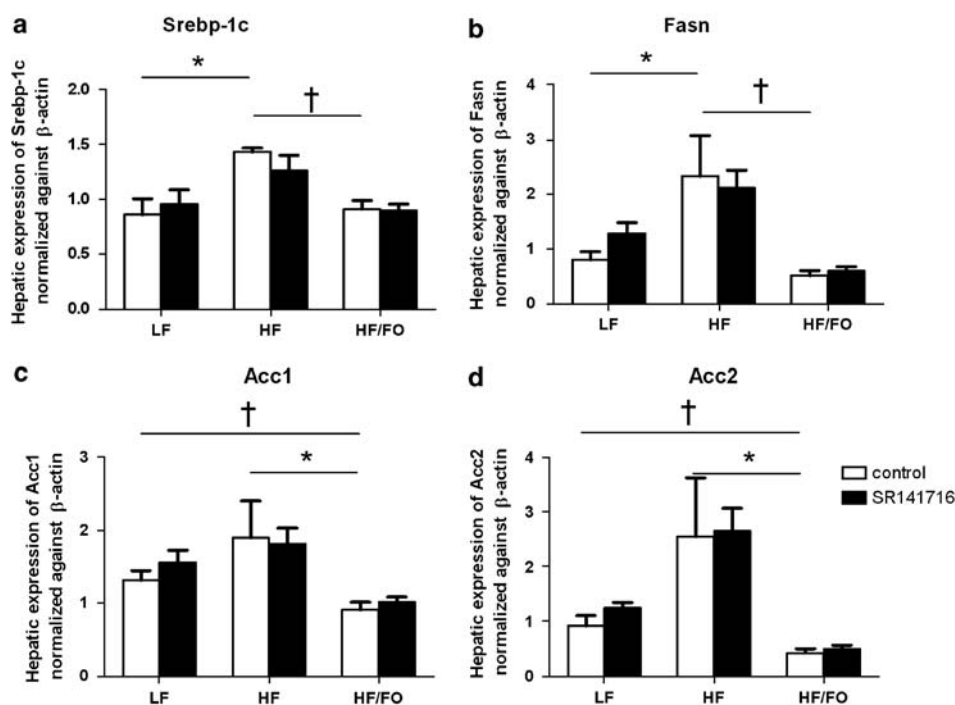 a
Srebp-1c
Hepatic expression of Srebp-1c
normalized against β-actin
2.0
1.5
1.0
0.5
0.0
*
†
LF
HF
HF/FO
b
Fasn
Hepatic expression of Fasn
normalized against β-actin
4
3
2
1
0
*
†
LF
HF
HF/FO
c
Acc1
Hepatic expression of Acc1
normalized against β-actin
3
2
1
0
†
*
LF
HF
HF/FO
d
Acc2
Hepatic expression of Acc2
normalized against β-actin
4
3
2
1
0
†
*
LF
HF
HF/FO
control
SR141716